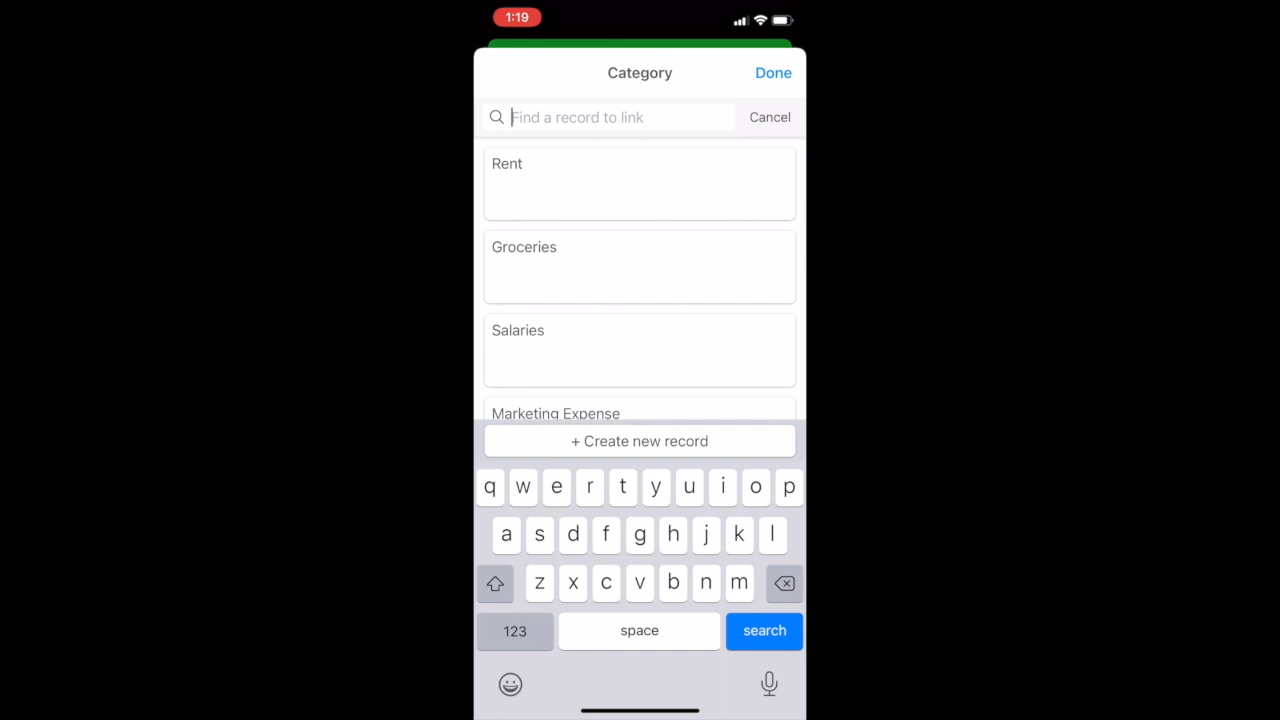 1:19
Category
Done
Find a record to link
Cancel
Rent
Groceries
Salaries
Marketing Expense
+ Create new record
q w e r t y u i o p
a s d f g h j k l
z x c v b n m
123 space search